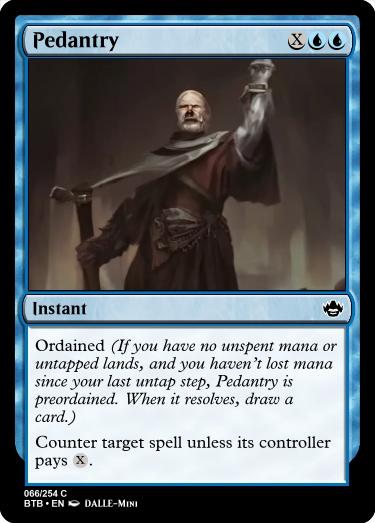 Pedantry X
Instant
Ordained (If you have no unspent mana or
untapped lands, and you haven't lost mana
since your last untap step, Pedantry is
preordained. When it resolves, draw a
card.)
Counter target spell unless its controller
pays X.
066/254 C
BTB • EN DALLE-Mini